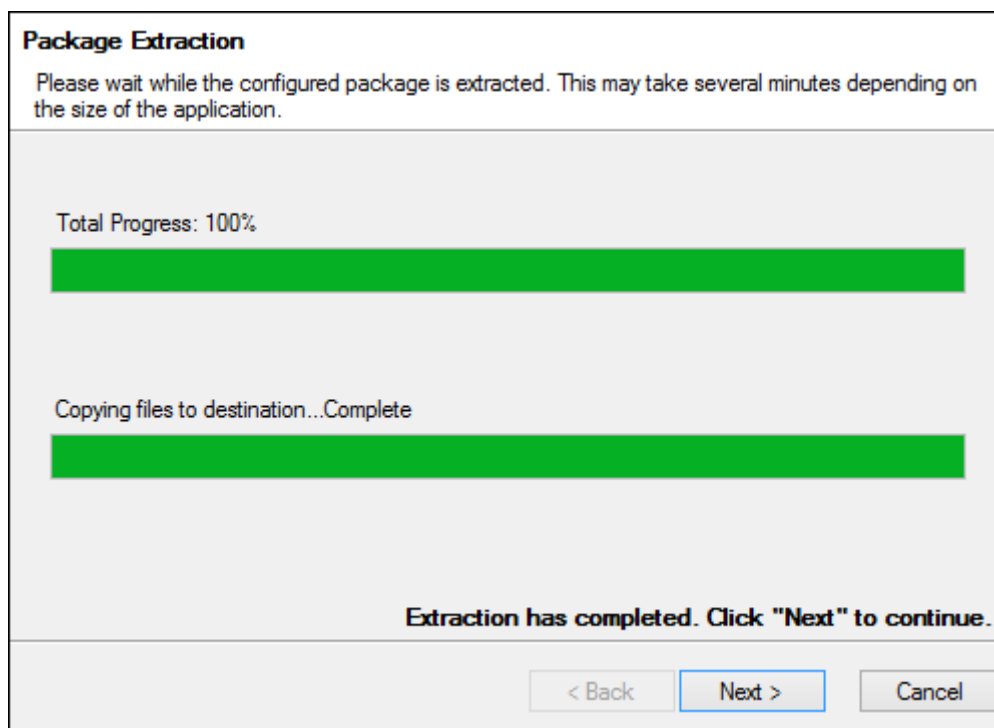 Package Extraction
Please wait while the configured package is extracted. This may take several minutes depending on
the size of the application.
Total Progress: 100%
Copying files to destination...Complete
Extraction has completed. Click "Next" to continue.
< Back Next > Cancel